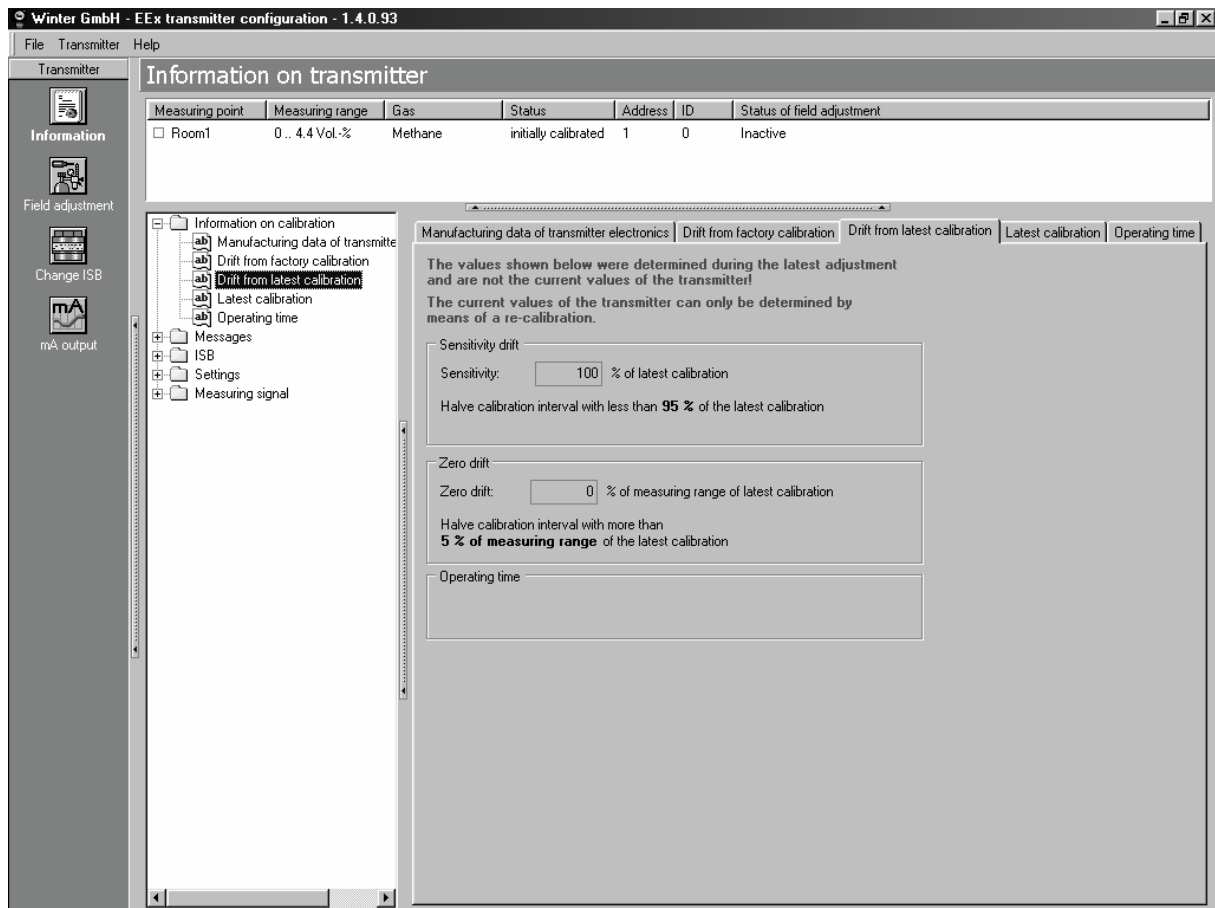 Winter GmbH - EEx transmitter configuration - 1.4.0.93
File Transmitter Help
Transmitter
Information
Field adjustment
Change ISB
mA
mA output
Information on transmitter
Measuring point Measuring range Gas Status Address ID Status of field adjustment
Room1 0 .. 4.4 Vol.-% Methane initially calibrated 1 0 Inactive
Information on calibration
ab Manufacturing data of transmitte
ab Drift from factory calibration
ab Drift from latest calibration
ab Latest calibration
ab Operating time
Messages
ISB
Settings
Measuring signal
Manufacturing data of transmitter electronics Drift from factory calibration Drift from latest calibration Latest calibration Operating time
The values shown below were determined during the latest adjustment
and are not the current values of the transmitter!
The current values of the transmitter can only be determined by
means of a re-calibration.
Sensitivity drift
Sensitivity: 100 % of latest calibration
Halve calibration interval with less than 95 % of the latest calibration
Zero drift
Zero drift: 0 % of measuring range of latest calibration
Halve calibration interval with more than
5 % of measuring range of the latest calibration
Operating time